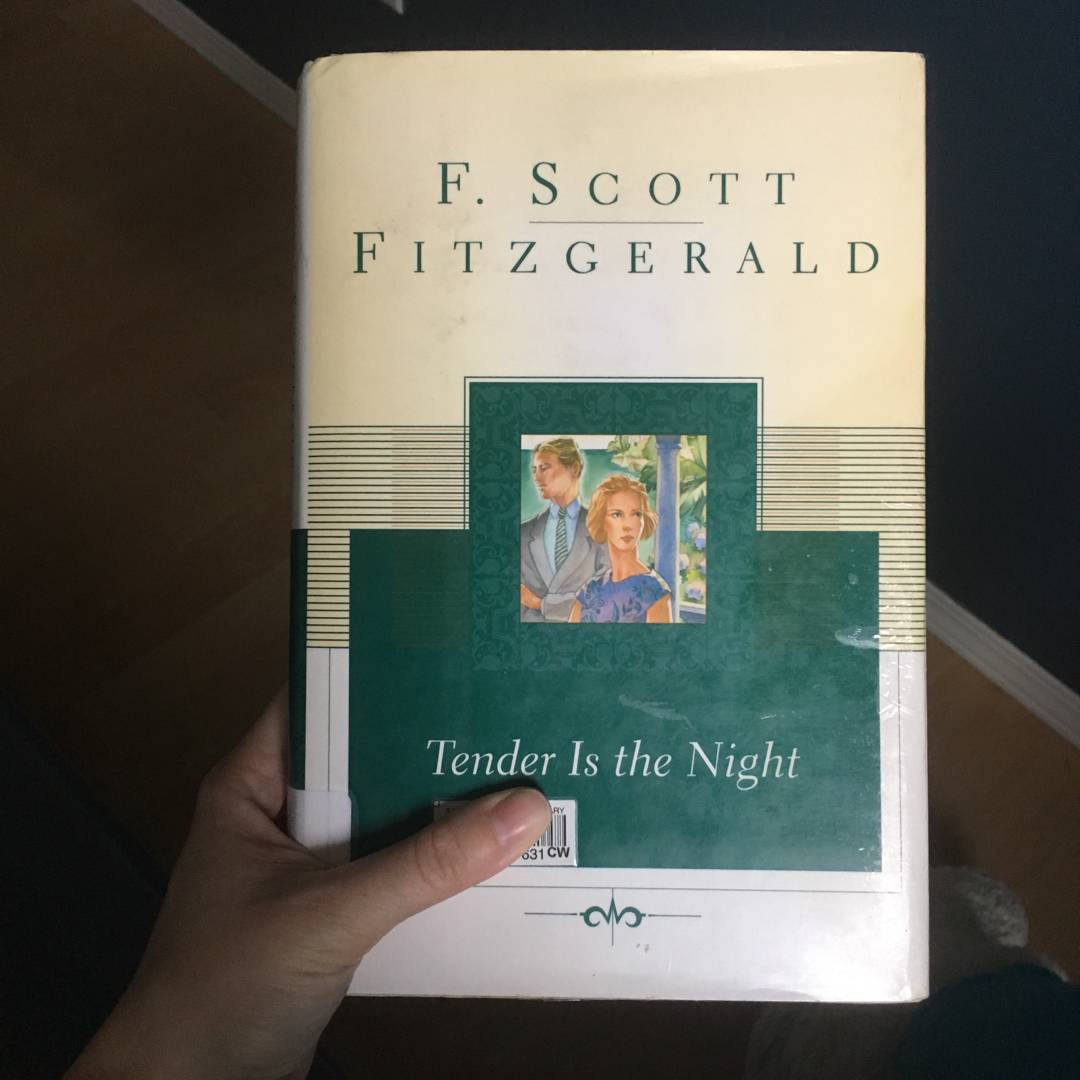 F. SCOTT
FITZGERALD
Tender Is the Night
631 CW